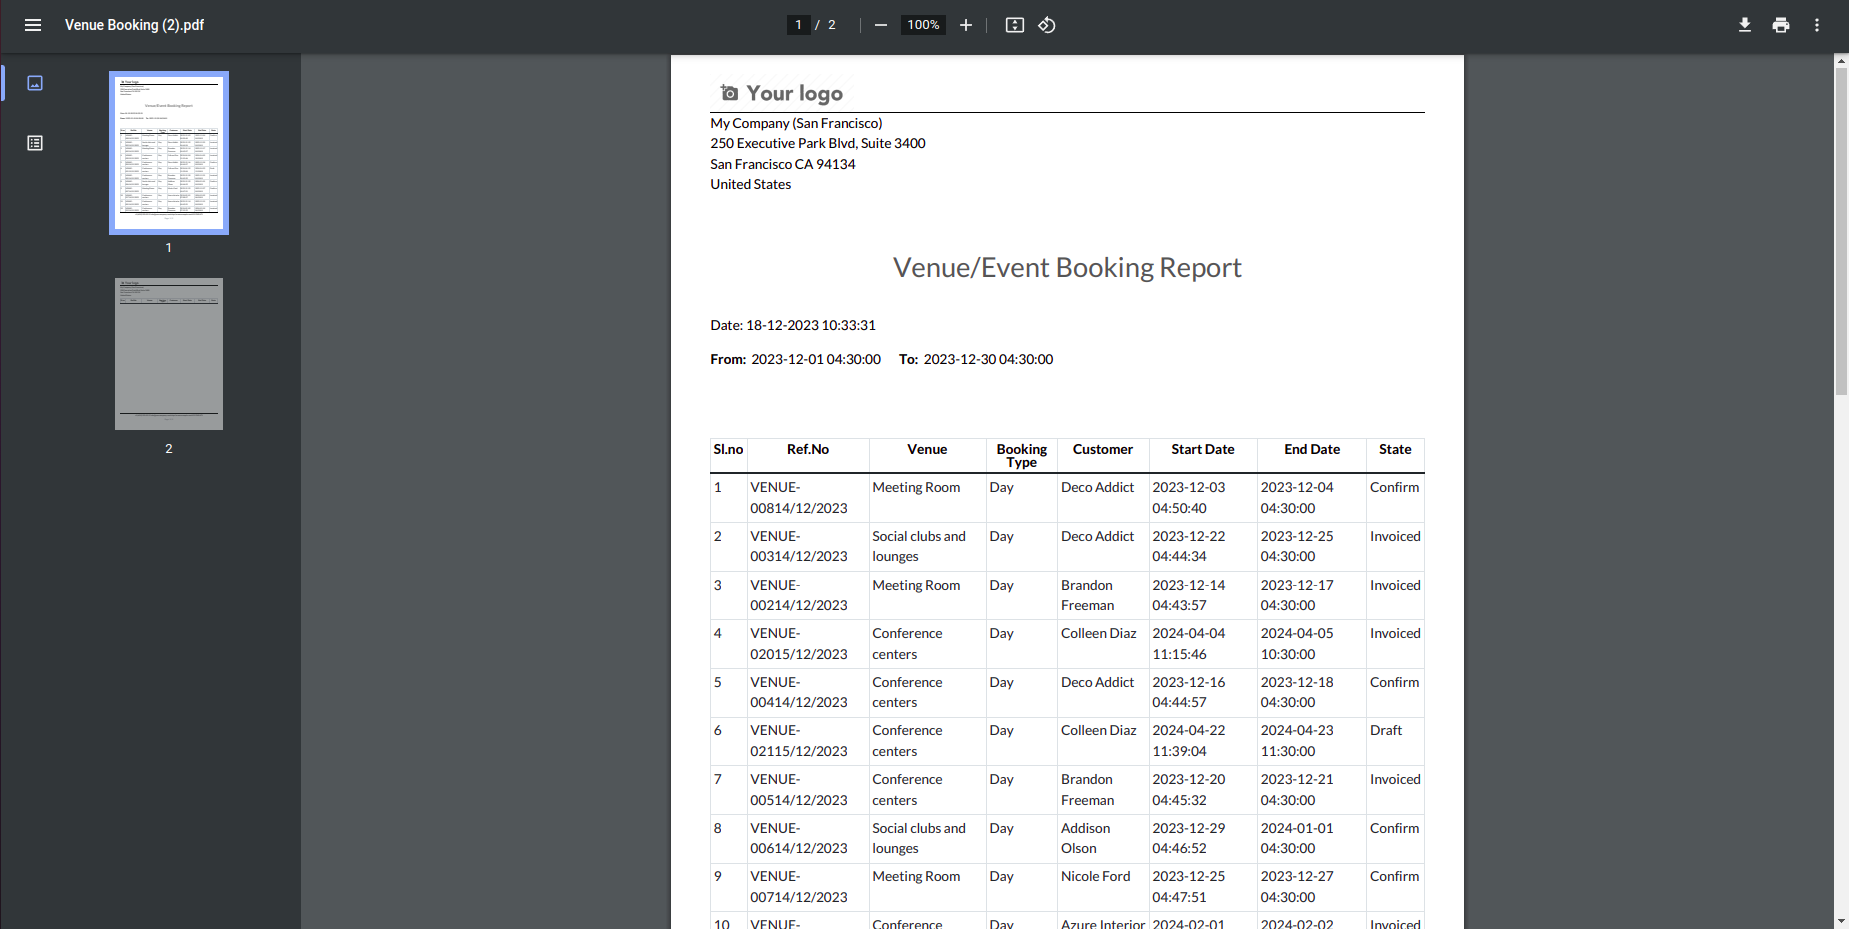 Venue Booking (2).pdf
1 / 2
100%
1
2
Your logo
My Company (San Francisco)
250 Executive Park Blvd, Suite 3400
San Francisco CA 94134
United States
Venue/Event Booking Report
Date: 18-12-2023 10:33:31
From: 2023-12-01 04:30:00 To: 2023-12-30 04:30:00
Sl.no Ref.No Venue Booking Type Customer Start Date End Date State
1 VENUE- Meeting Room Day Deco Addict 2023-12-03 2023-12-04 Confirm
00814/12/2023 04:50:40 04:30:00
2 VENUE- Social clubs and Day Deco Addict 2023-12-22 2023-12-25 Invoiced
00314/12/2023 lounges 04:44:34 04:30:00
3 VENUE- Meeting Room Day Brandon 2023-12-14 2023-12-17 Invoiced
00214/12/2023 Freeman 04:43:57 04:30:00
4 VENUE- Conference Day Colleen Diaz 2024-04-04 2024-04-05 Invoiced
02015/12/2023 centers 11:15:46 10:30:00
5 VENUE- Conference Day Deco Addict 2023-12-16 2023-12-18 Confirm
00414/12/2023 centers 04:44:57 04:30:00
6 VENUE- Conference Day Colleen Diaz 2024-04-22 2024-04-23 Draft
02115/12/2023 centers 11:39:04 11:30:00
7 VENUE- Conference Day Brandon 2023-12-20 2023-12-21 Invoiced
00514/12/2023 centers Freeman 04:45:32 04:30:00
8 VENUE- Social clubs and Day Addison 2023-12-29 2024-01-01 Confirm
00614/12/2023 lounges Olson 04:46:52 04:30:00
9 VENUE- Meeting Room Day Nicole Ford 2023-12-25 2023-12-27 Confirm
00714/12/2023 04:47:51 04:30:00
10 VENUE- Conference Day Azure Interior 2024-02-01 2024-02-02 Invoiced